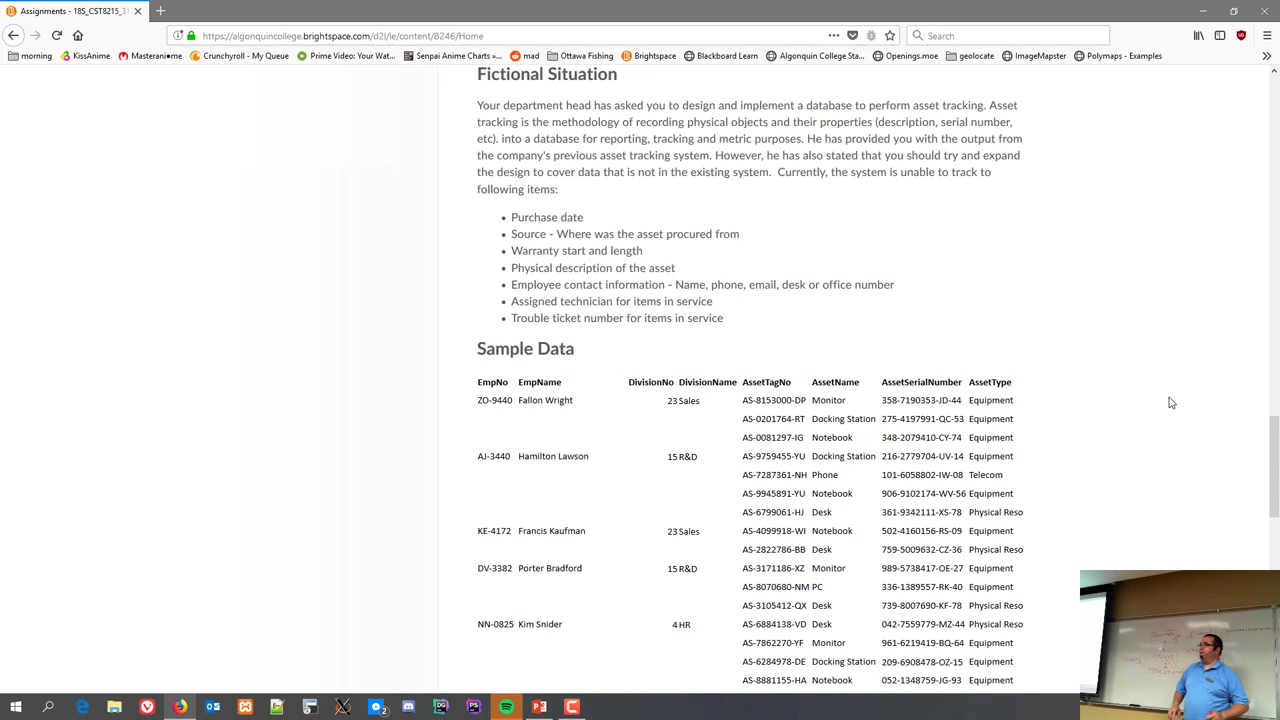 Assignments - 18S_CST8215_31
https://algonquincollege.brightspace.com/d2l/le/content/8246/Home
Search
morning
KissAnime
Masterani•me
Crunchyroll - My Queue
Prime Video: Your Wat...
Senpai Anime Charts »...
mad
Ottawa Fishing
Brightspace
Blackboard Learn
Algonquin College Sta...
Openings.moe
geolocate
ImageMapster
Polymaps - Examples
Fictional Situation
Your department head has asked you to design and implement a database to perform asset tracking. Asset
tracking is the methodology of recording physical objects and their properties (description, serial number,
etc). into a database for reporting, tracking and metric purposes. He has provided you with the output from
the company's previous asset tracking system. However, he has also stated that you should try and expand
the design to cover data that is not in the existing system. Currently, the system is unable to track to
following items:
• Purchase date
• Source - Where was the asset procured from
• Warranty start and length
• Physical description of the asset
• Employee contact information - Name, phone, email, desk or office number
• Assigned technician for items in service
• Trouble ticket number for items in service
Sample Data
EmpNo EmpName DivisionNo DivisionName AssetTagNo AssetName AssetSerialNumber AssetType
ZO-9440 Fallon Wright 23 Sales AS-8153000-DP Monitor 358-7190353-JD-44 Equipment
AS-0201764-RT Docking Station 275-4197991-QC-53 Equipment
AS-0081297-IG Notebook 348-2079410-CY-74 Equipment
AJ-3440 Hamilton Lawson 15 R&D AS-9759455-YU Docking Station 216-2779704-UV-14 Equipment
AS-7287361-NH Phone 101-6058802-IW-08 Telecom
AS-9945891-YU Notebook 906-9102174-WV-56 Equipment
AS-6799061-HJ Desk 361-9342111-XS-78 Physical Reso
KE-4172 Francis Kaufman 23 Sales AS-4099918-WI Notebook 502-4160156-RS-09 Equipment
AS-2822786-BB Desk 759-5009632-CZ-36 Physical Reso
DV-3382 Porter Bradford 15 R&D AS-3171186-XZ Monitor 989-5738417-OE-27 Equipment
AS-8070680-NM PC 336-1389557-RK-40 Equipment
AS-3105412-QX Desk 739-8007690-KF-78 Physical Reso
NN-0825 Kim Snider 4 HR AS-6884138-VD Desk 042-7559779-MZ-44 Physical Reso
AS-7862270-YF Monitor 961-6219419-BQ-64 Equipment
AS-6284978-DE Docking Station 209-6908478-OZ-15 Equipment
AS-8881155-HA Notebook 052-1348759-JG-93 Equipment